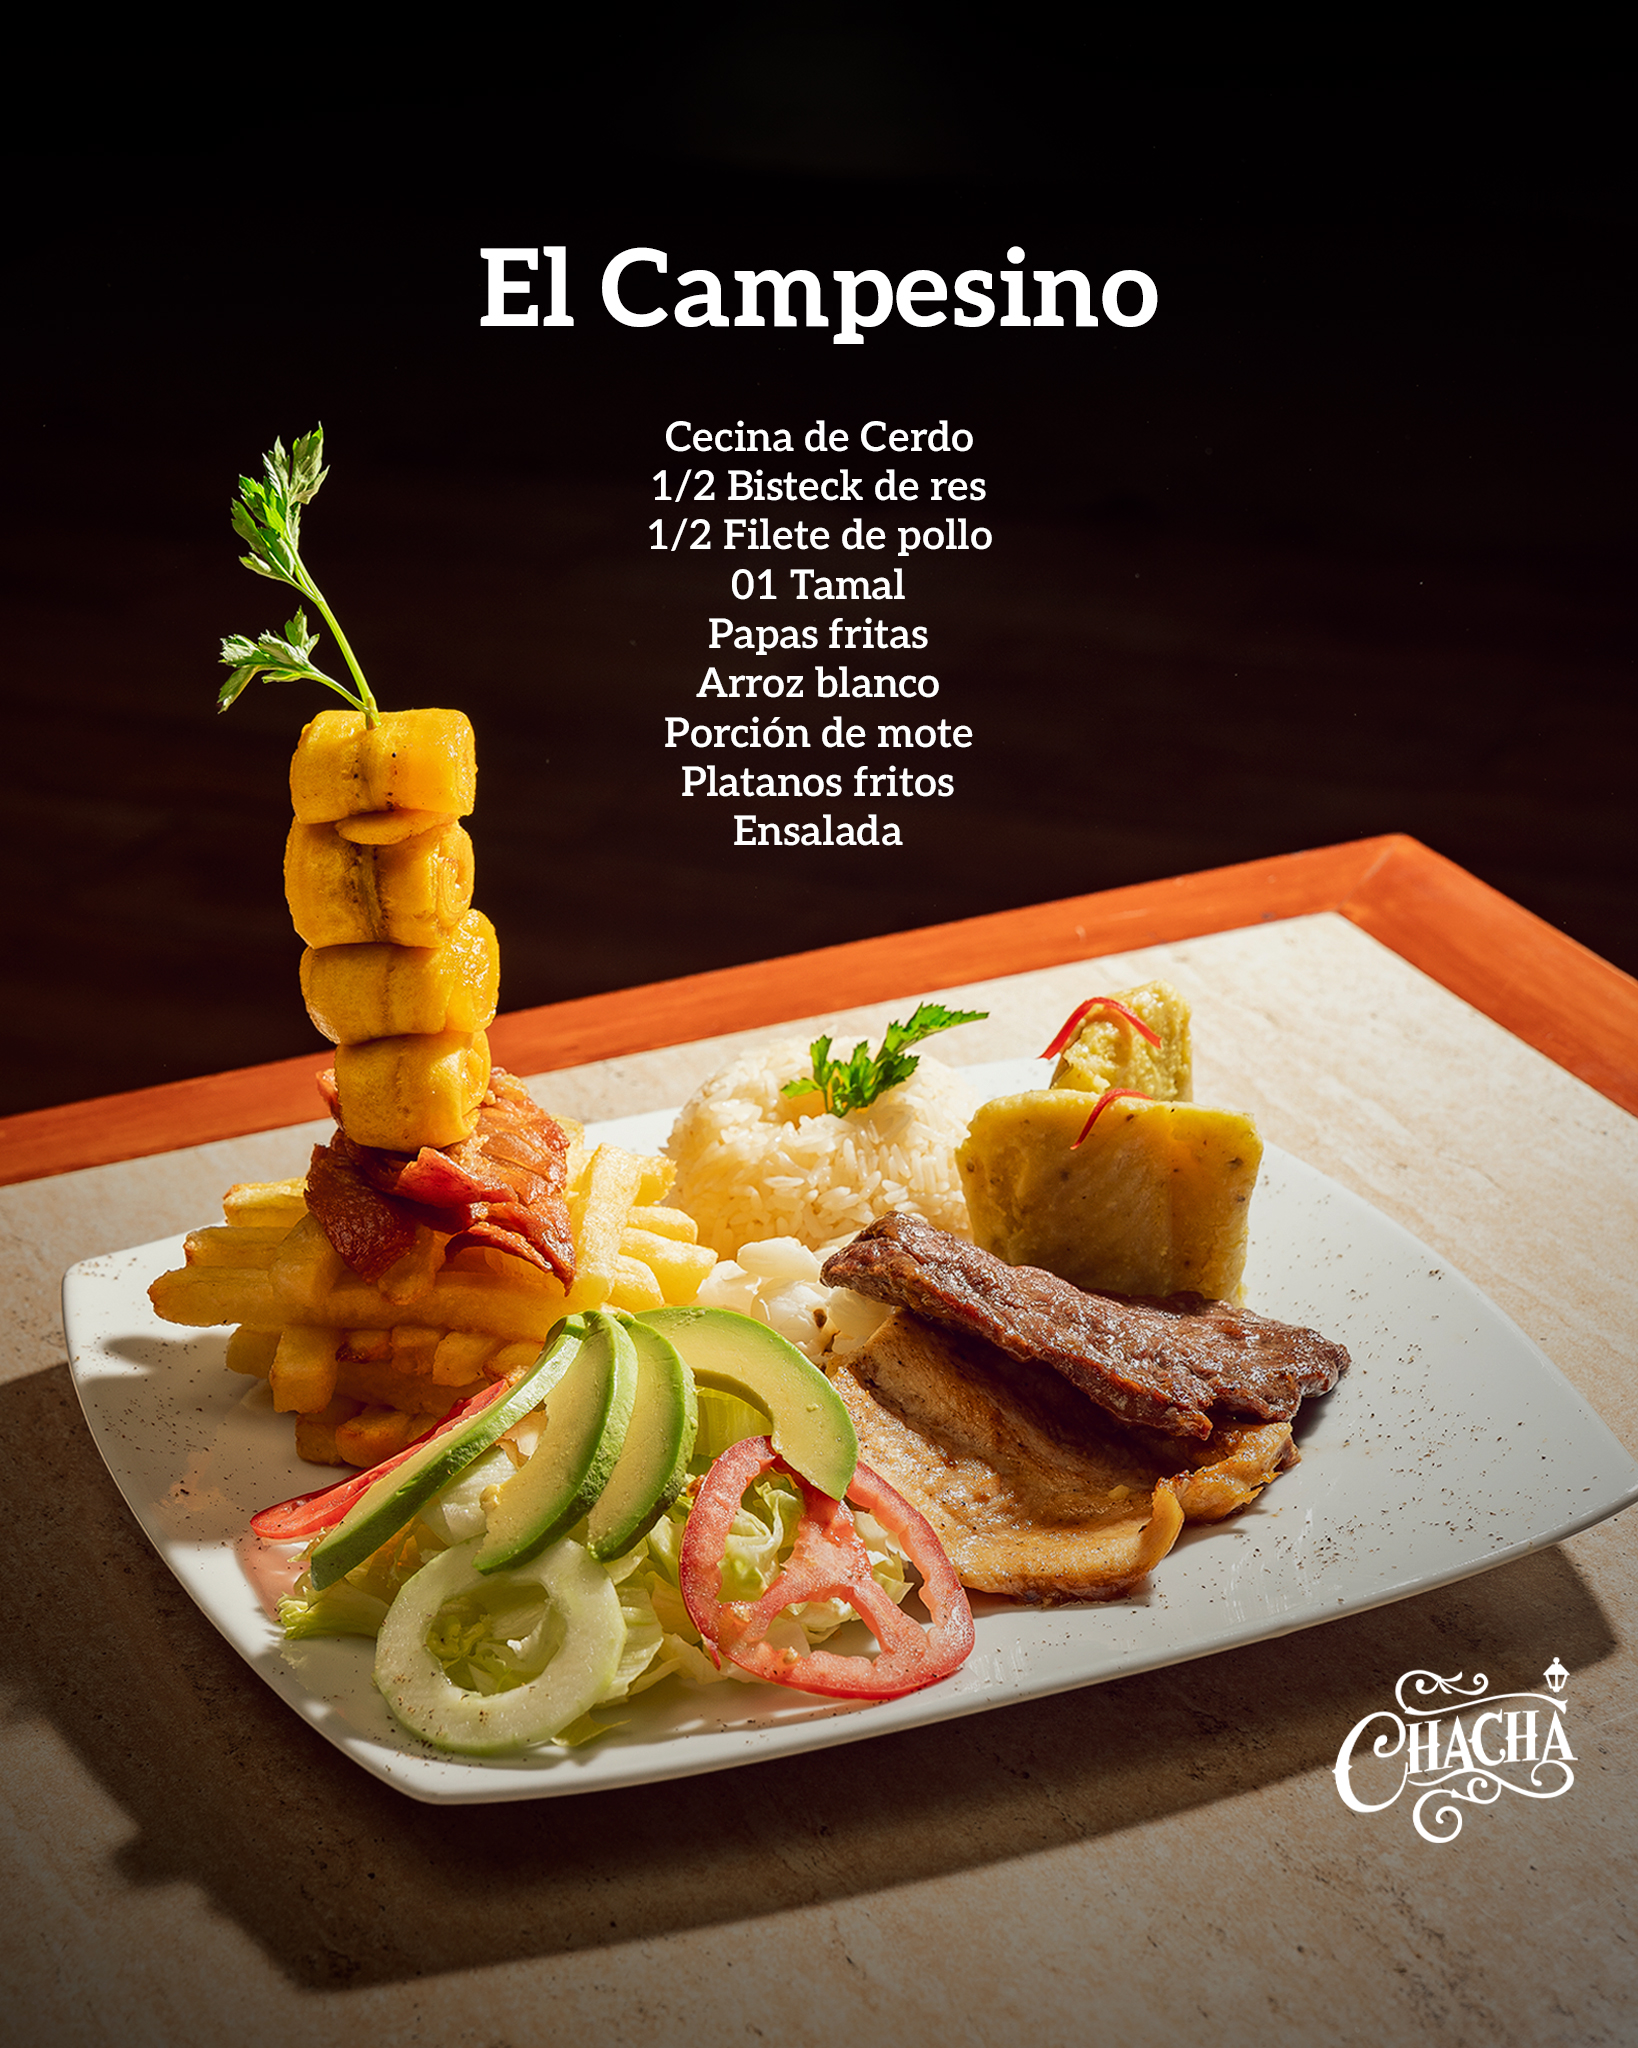 El Campesino
Cecina de Cerdo
1/2 Bisteck de res
1/2 Filete de pollo
01 Tamal
Papas fritas
Arroz blanco
Porción de mote
Platanos fritos
Ensalada
CHACHA